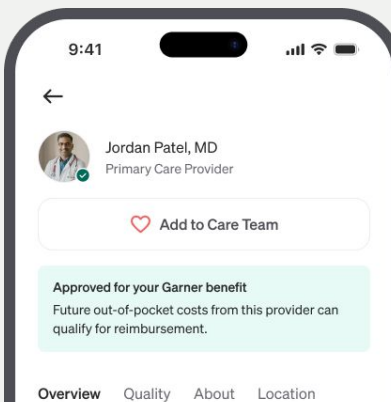 9:41
Jordan Patel, MD
Primary Care Provider
Add to Care Team
Approved for your Garner benefit
Future out-of-pocket costs from this provider can
qualify for reimbursement.
Overview Quality About Location